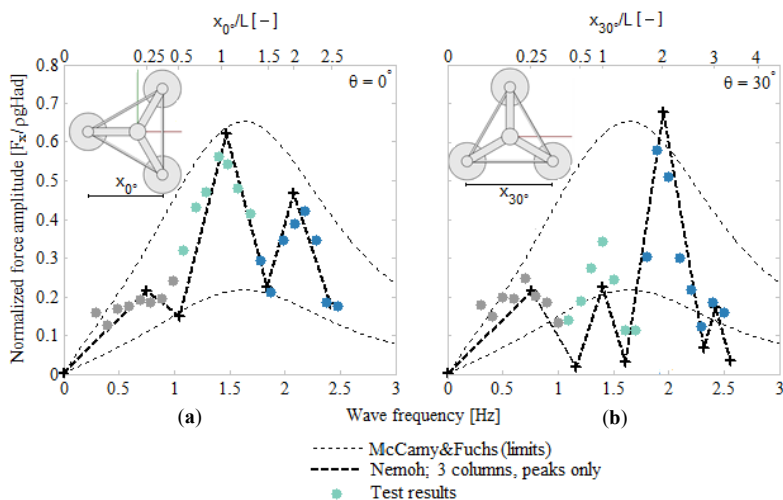 x0°/L [ – ]
0 0.25 0.5 1 1.5 2 2.5
θ = 0°
x0°
0.8
0.7
0.6
0.5
0.4
0.3
0.2
0.1
0
Normalized force amplitude [Fx/ρgHad]
0 0.5 1 1.5 2 2.5 3
(a)
x30°/L [ – ]
0 0.25 0.5 1 2 3 4
θ = 30°
x30°
0 0.5 1 1.5 2 2.5 3
(b)
Wave frequency [Hz]
McCamy&Fuchs (limits)
Nemoh; 3 columns, peaks only
Test results